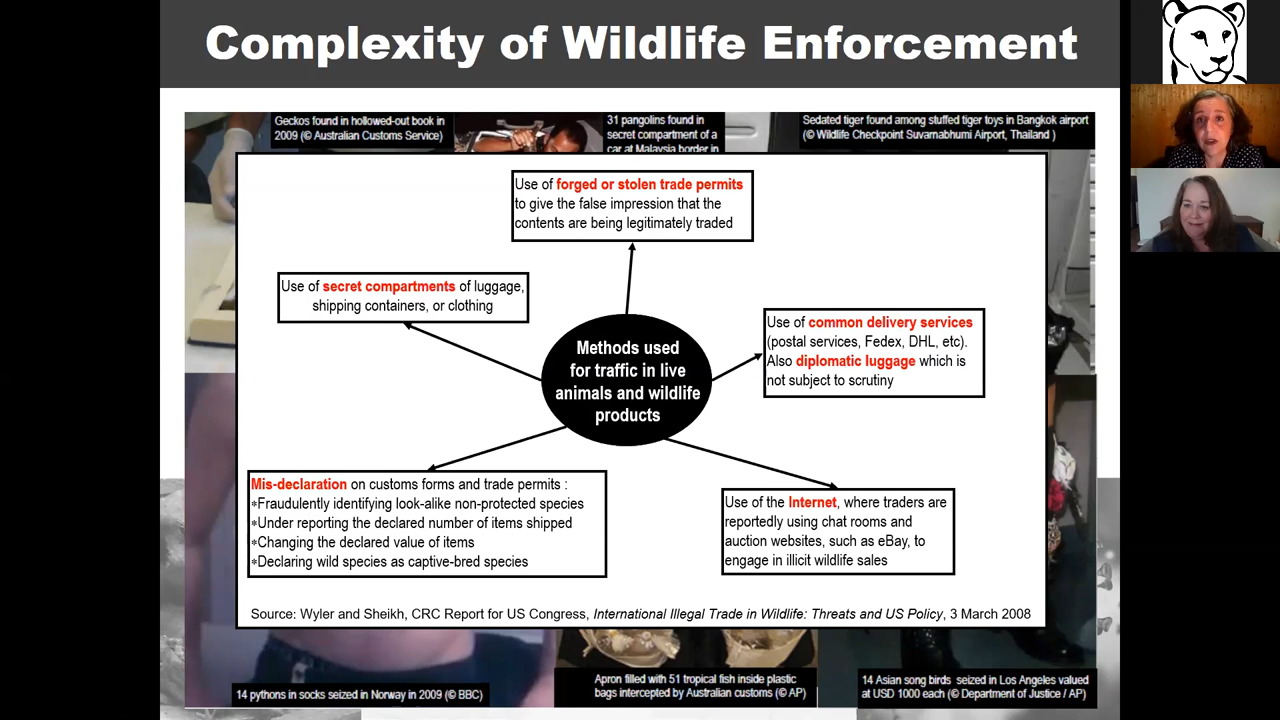 Complexity of Wildlife Enforcement
Geckos found in hollowed-out book in
2009 (© Australian Customs Service)
31 pangolins found in
secret compartment of a
car at Malaysia border in
Sedated tiger found among stuffed tiger toys in Bangkok airport
(© Wildlife Checkpoint Suvarnabhumi Airport, Thailand )
Use of forged or stolen trade permits
to give the false impression that the
contents are being legitimately traded
Use of secret compartments of luggage,
shipping containers, or clothing
Use of common delivery services
(postal services, Fedex, DHL, etc).
Also diplomatic luggage which is
not subject to scrutiny
Methods used
for traffic in live
animals and wildlife
products
Mis-declaration on customs forms and trade permits :
*Fraudulently identifying look-alike non-protected species
*Under reporting the declared number of items shipped
*Changing the declared value of items
*Declaring wild species as captive-bred species
Use of the Internet, where traders are
reportedly using chat rooms and
auction websites, such as eBay, to
engage in illicit wildlife sales
Source: Wyler and Sheikh, CRC Report for US Congress, International Illegal Trade in Wildlife: Threats and US Policy, 3 March 2008
14 pythons in socks seized in Norway in 2009 (© BBC)
Apron filled with 51 tropical fish inside plastic
bags intercepted by Australian customs (© AP)
14 Asian song birds seized in Los Angeles valued
at USD 1000 each (© Department of Justice / AP)